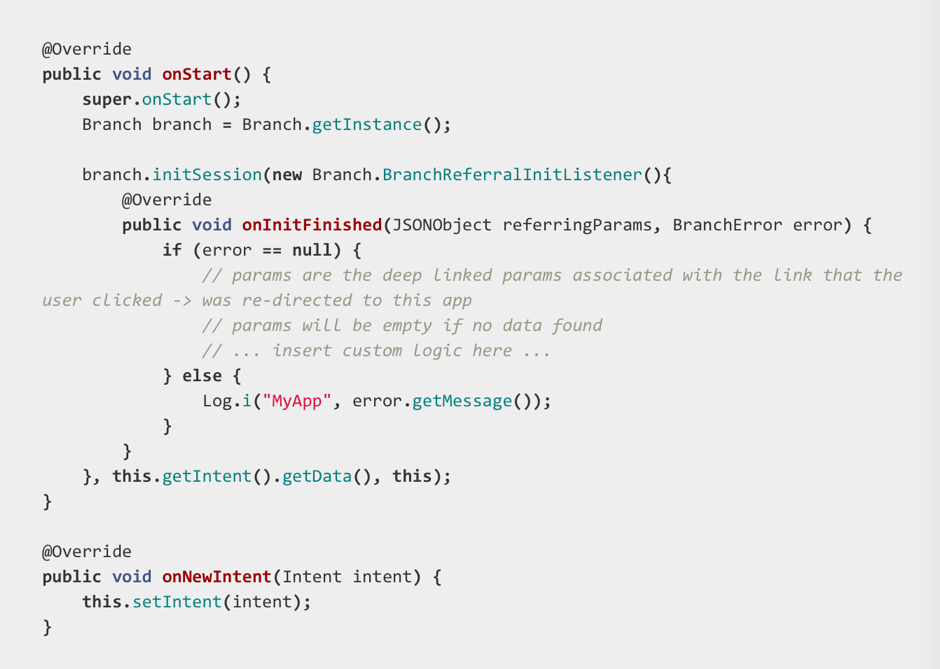 @Override
public void onStart() {
    super.onStart();
    Branch branch = Branch.getInstance();

    branch.initSession(new Branch.BranchReferralInitListener(){
        @Override
        public void onInitFinished(JSONObject referringParams, BranchError error) {
            if (error == null) {
                // params are the deep linked params associated with the link that the
user clicked -> was re-directed to this app
                // params will be empty if no data found
                // ... insert custom logic here ...
            } else {
                Log.i("MyApp", error.getMessage());
            }
        }
    }, this.getIntent().getData(), this);
}

@Override
public void onNewIntent(Intent intent) {
    this.setIntent(intent);
}